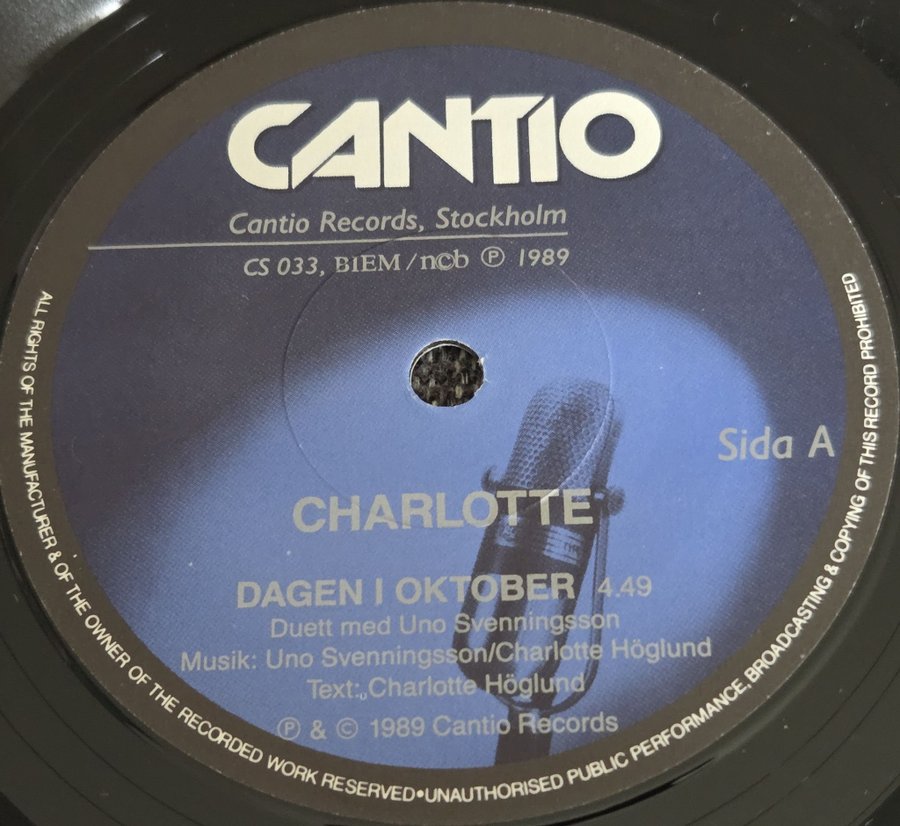 CANTIO
Cantio Records, Stockholm
CS 033, BIEM/ncb Ⓟ 1989
Sida A
CHARLOTTE
DAGEN I OKTOBER 4.49
Duett med Uno Svenningsson
Musik: Uno Svenningsson/Charlotte Höglund
Text: Charlotte Höglund
Ⓟ & © 1989 Cantio Records
ALL RIGHTS OF THE MANUFACTURER & OF THE OWNER OF THE RECORDED WORK RESERVED•UNAUTHORISED PUBLIC PERFORMANCE, BROADCASTING & COPYING OF THIS RECORD PROHIBITED